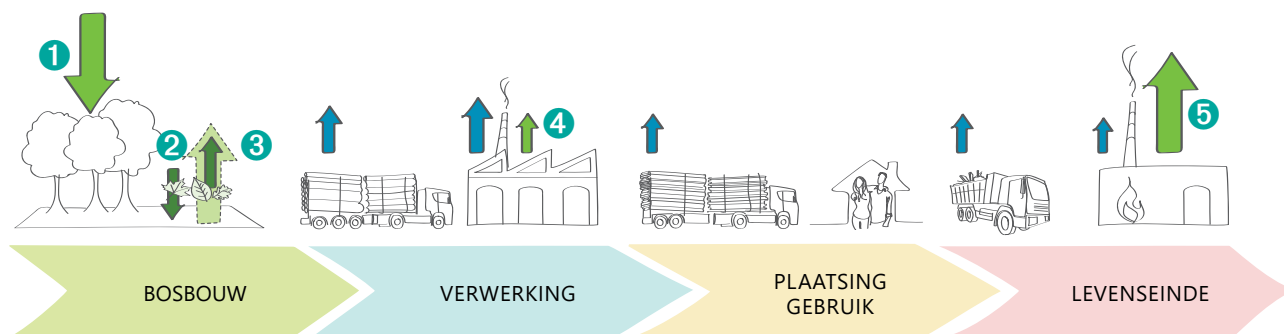 1
2
3
4
5
BOSBOUW
VERWERKING
PLAATSING
GEBRUIK
LEVENSEINDE